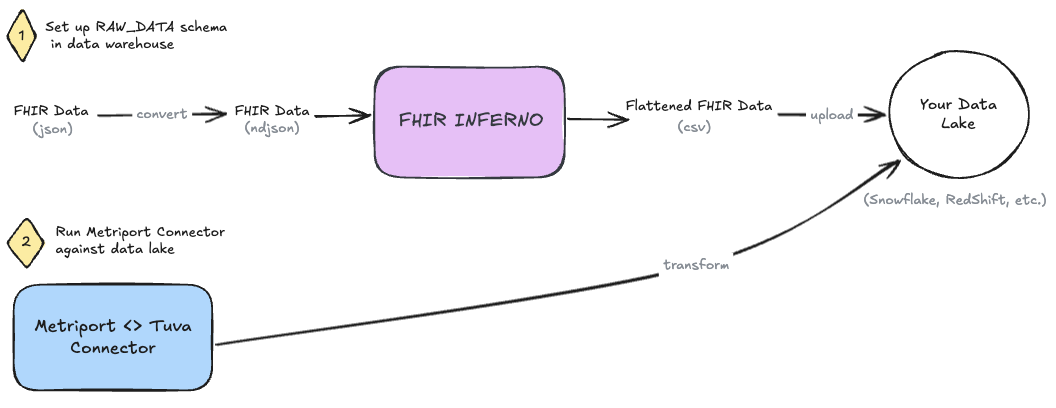 1
Set up RAW_DATA schema
in data warehouse
FHIR Data
(json)
convert
FHIR Data
(ndjson)
FHIR INFERNO
Flattened FHIR Data
(csv)
upload
Your Data
Lake
(Snowflake, RedShift, etc.)
2
Run Metriport Connector
against data lake
transform
Metriport <> Tuva
Connector